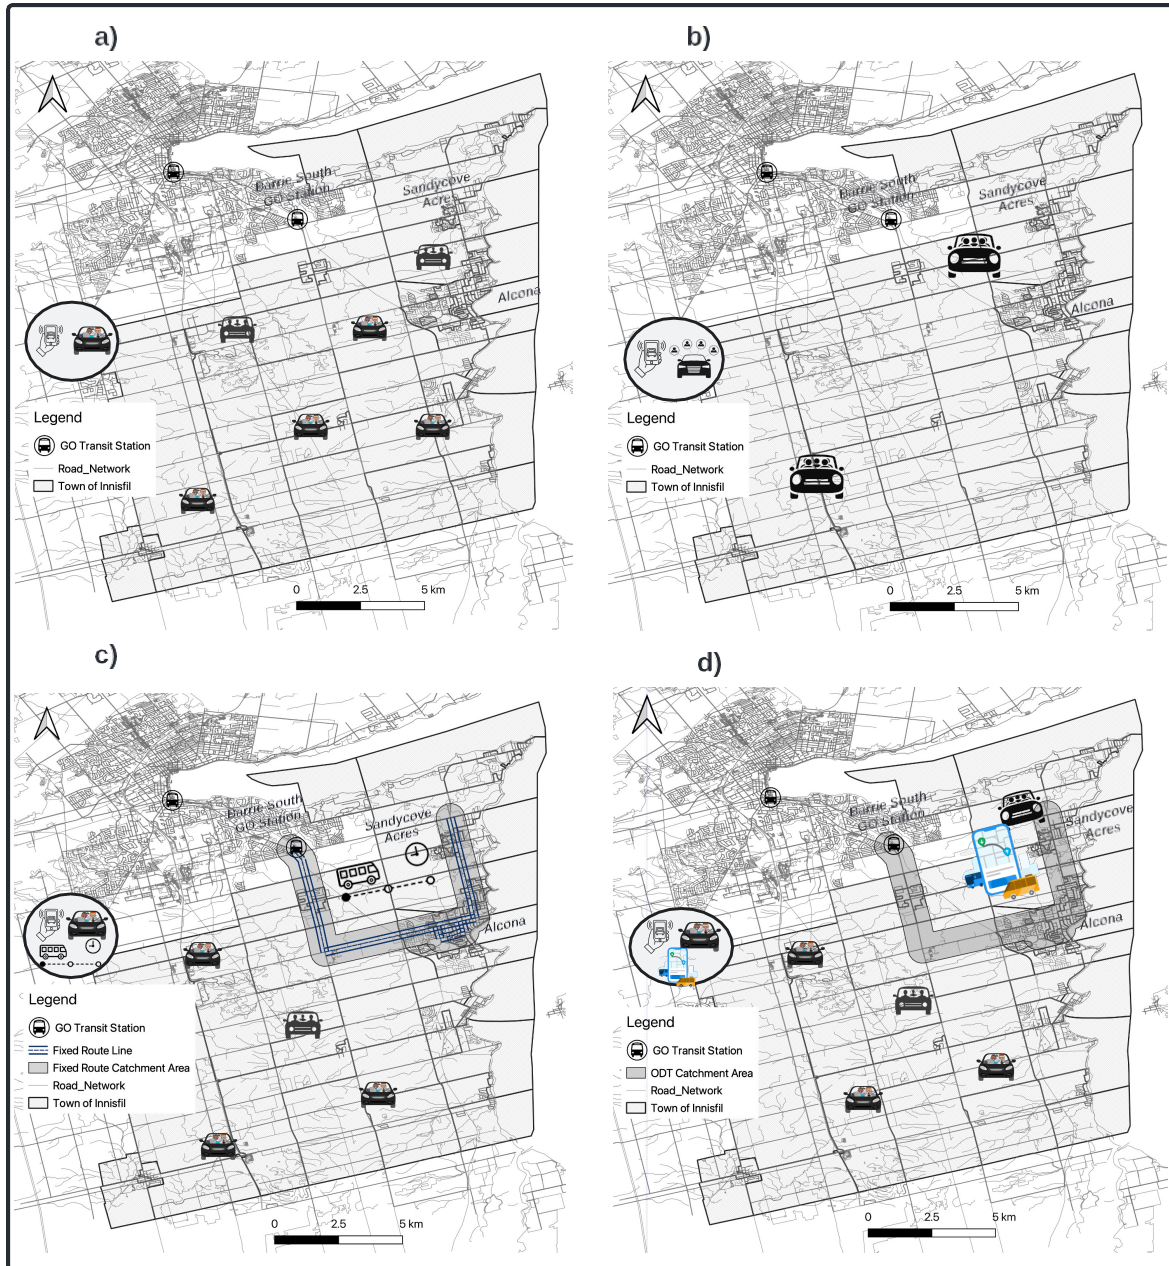 a)
Barrie South
GO Station
Sandycove
Acres
Alcona
Legend
GO Transit Station
Road_Network
Town of Innisfil
0 2.5 5 km
b)
Barrie South
GO Station
Sandycove
Acres
Alcona
Legend
GO Transit Station
Road_Network
Town of Innisfil
0 2.5 5 km
c)
Barrie South
GO Station
Sandycove
Acres
Alcona
Legend
GO Transit Station
Fixed Route Line
Fixed Route Catchment Area
Road_Network
Town of Innisfil
0 2.5 5 km
d)
Barrie South
GO Station
Sandycove
Acres
Alcona
Legend
GO Transit Station
ODT Catchment Area
Road_Network
Town of Innisfil
0 2.5 5 km